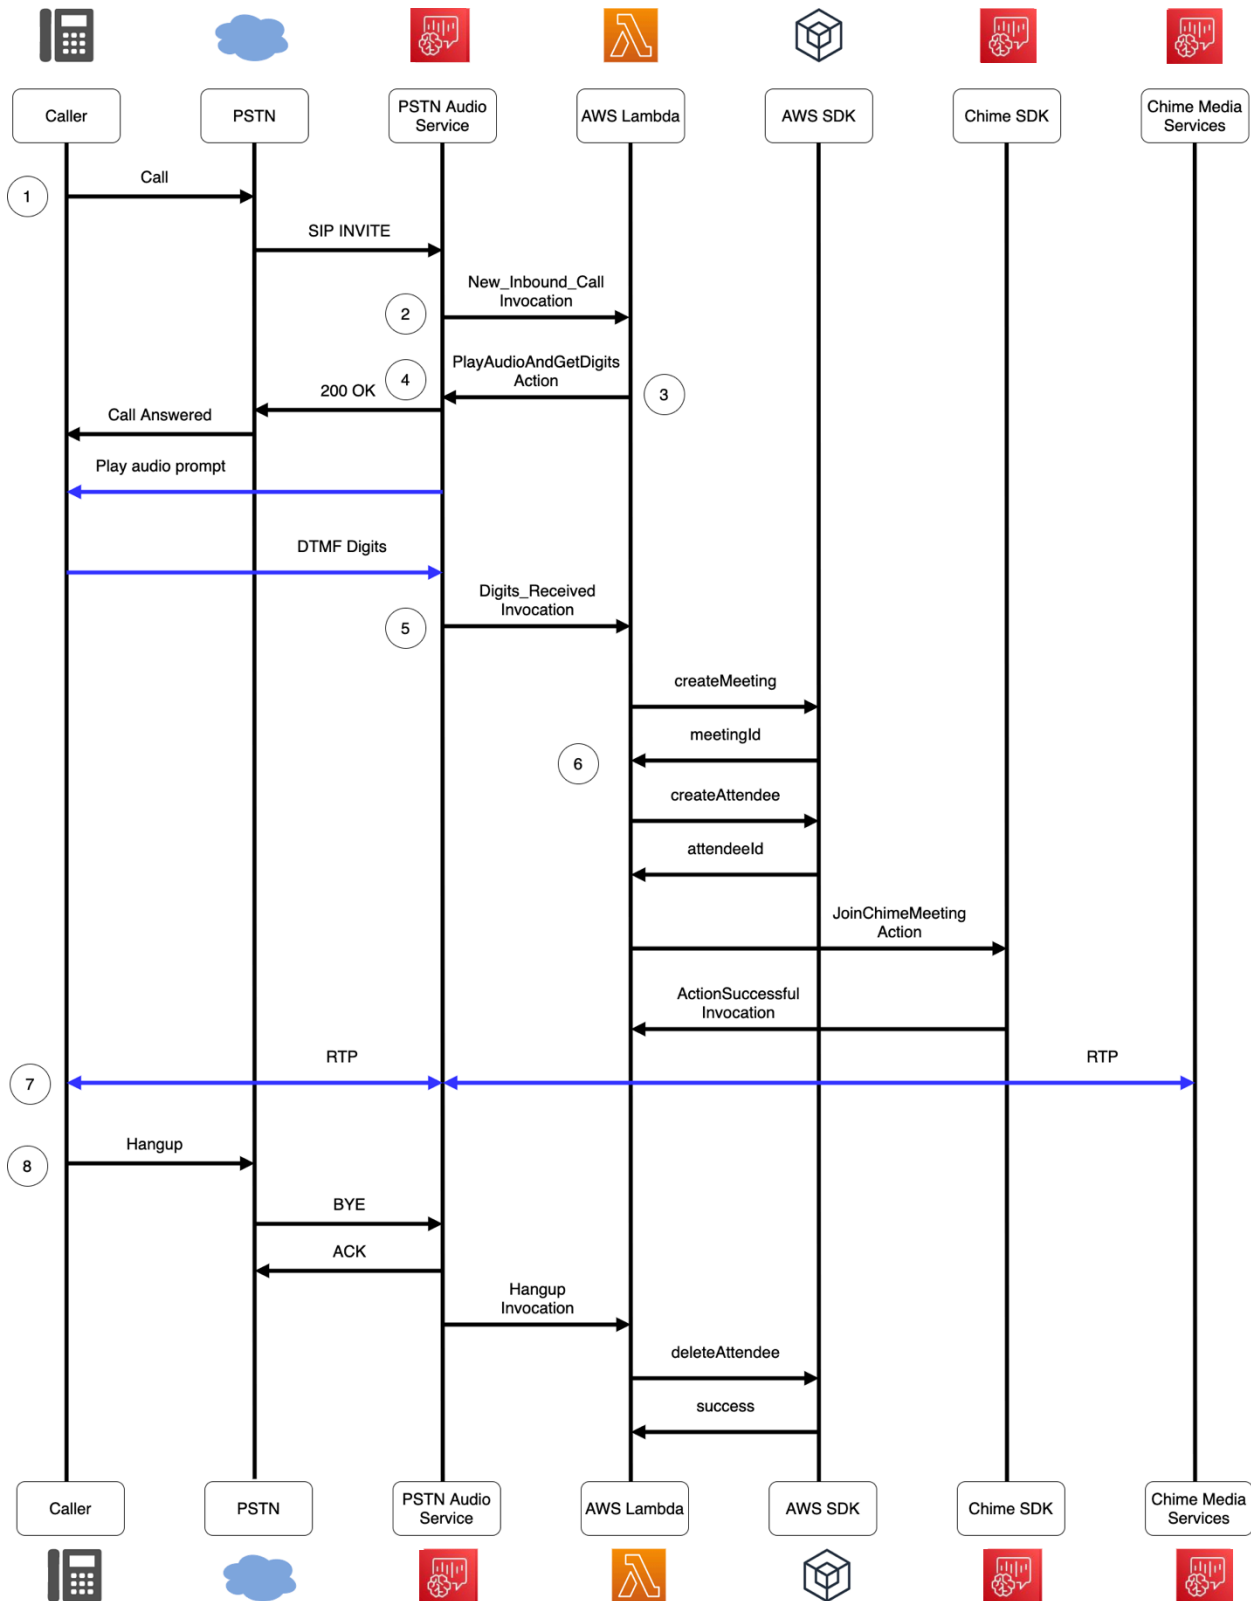 Caller
PSTN
PSTN Audio
Service
AWS Lambda
AWS SDK
Chime SDK
Chime Media
Services
1
Call
SIP INVITE
2
New_Inbound_Call
Invocation
PlayAudioAndGetDigits
Action
3
4
200 OK
Call Answered
Play audio prompt
DTMF Digits
5
Digits_Received
Invocation
createMeeting
6
meetingId
createAttendee
attendeeId
JoinChimeMeeting
Action
ActionSuccessful
Invocation
7
RTP
RTP
8
Hangup
BYE
ACK
Hangup
Invocation
deleteAttendee
success
Caller
PSTN
PSTN Audio
Service
AWS Lambda
AWS SDK
Chime SDK
Chime Media
Services